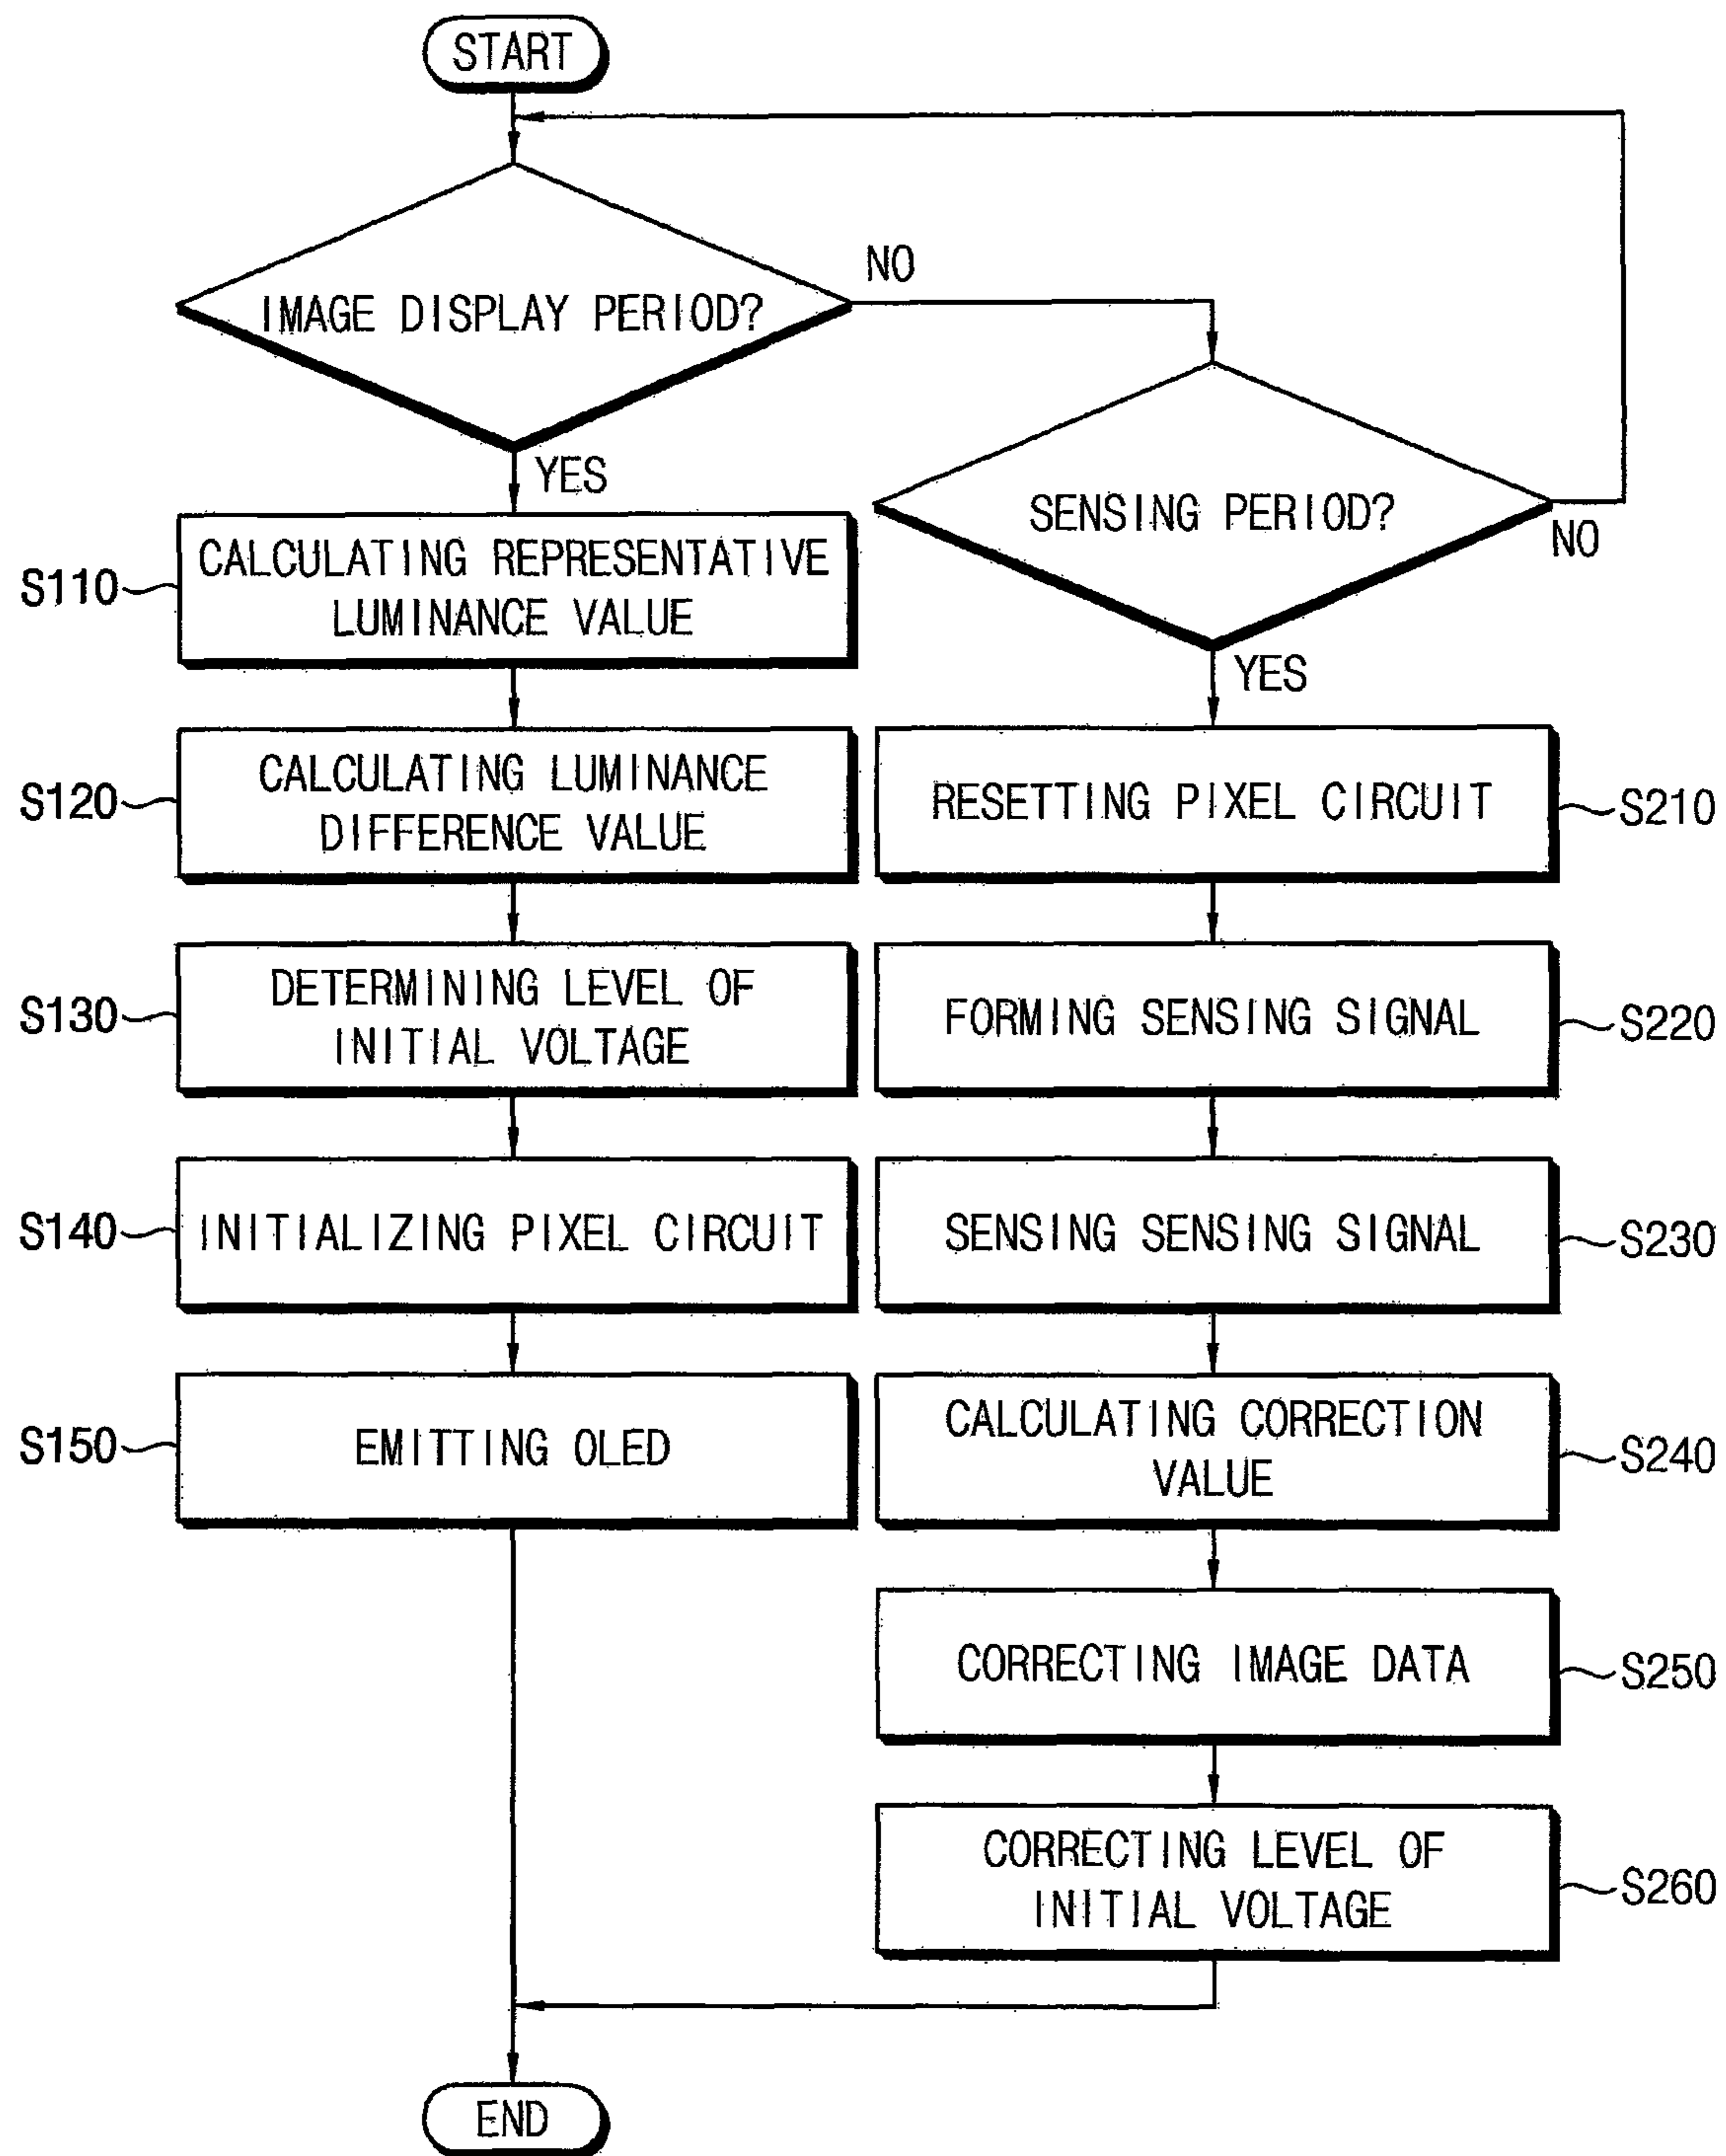 START
IMAGE DISPLAY PERIOD?
NO
YES
SENSING PERIOD?
NO
YES
S110
CALCULATING REPRESENTATIVE
LUMINANCE VALUE
S120
CALCULATING LUMINANCE
DIFFERENCE VALUE
S130
DETERMINING LEVEL OF
INITIAL VOLTAGE
S140
INITIALIZING PIXEL CIRCUIT
S150
EMITTING OLED
RESETTING PIXEL CIRCUIT
S210
FORMING SENSING SIGNAL
S220
SENSING SENSING SIGNAL
S230
CALCULATING CORRECTION
VALUE
S240
CORRECTING IMAGE DATA
S250
CORRECTING LEVEL OF
INITIAL VOLTAGE
S260
END